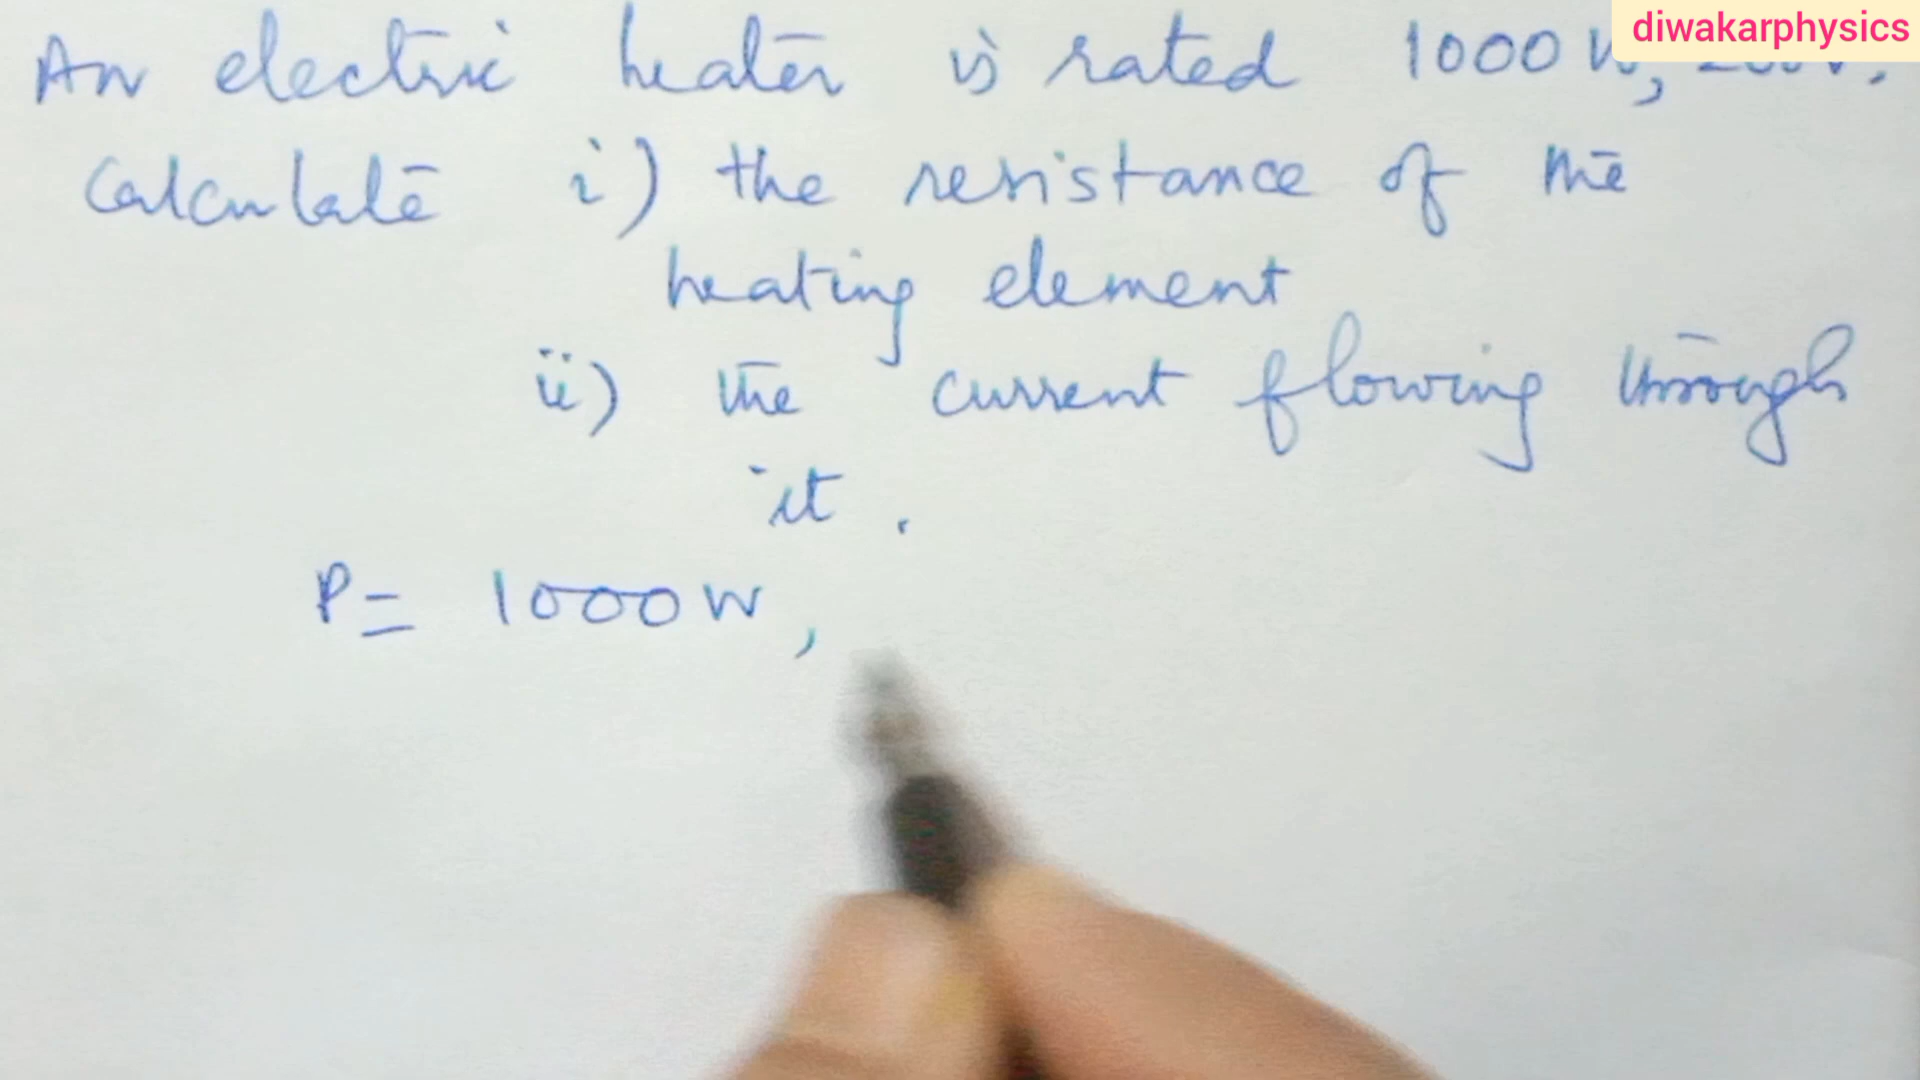 diwakarphysics
An electric heater is rated 1000 W,
Calculate i) the resistance of the
heating element
ii) the current flowing through
it.
P = 1000 W,